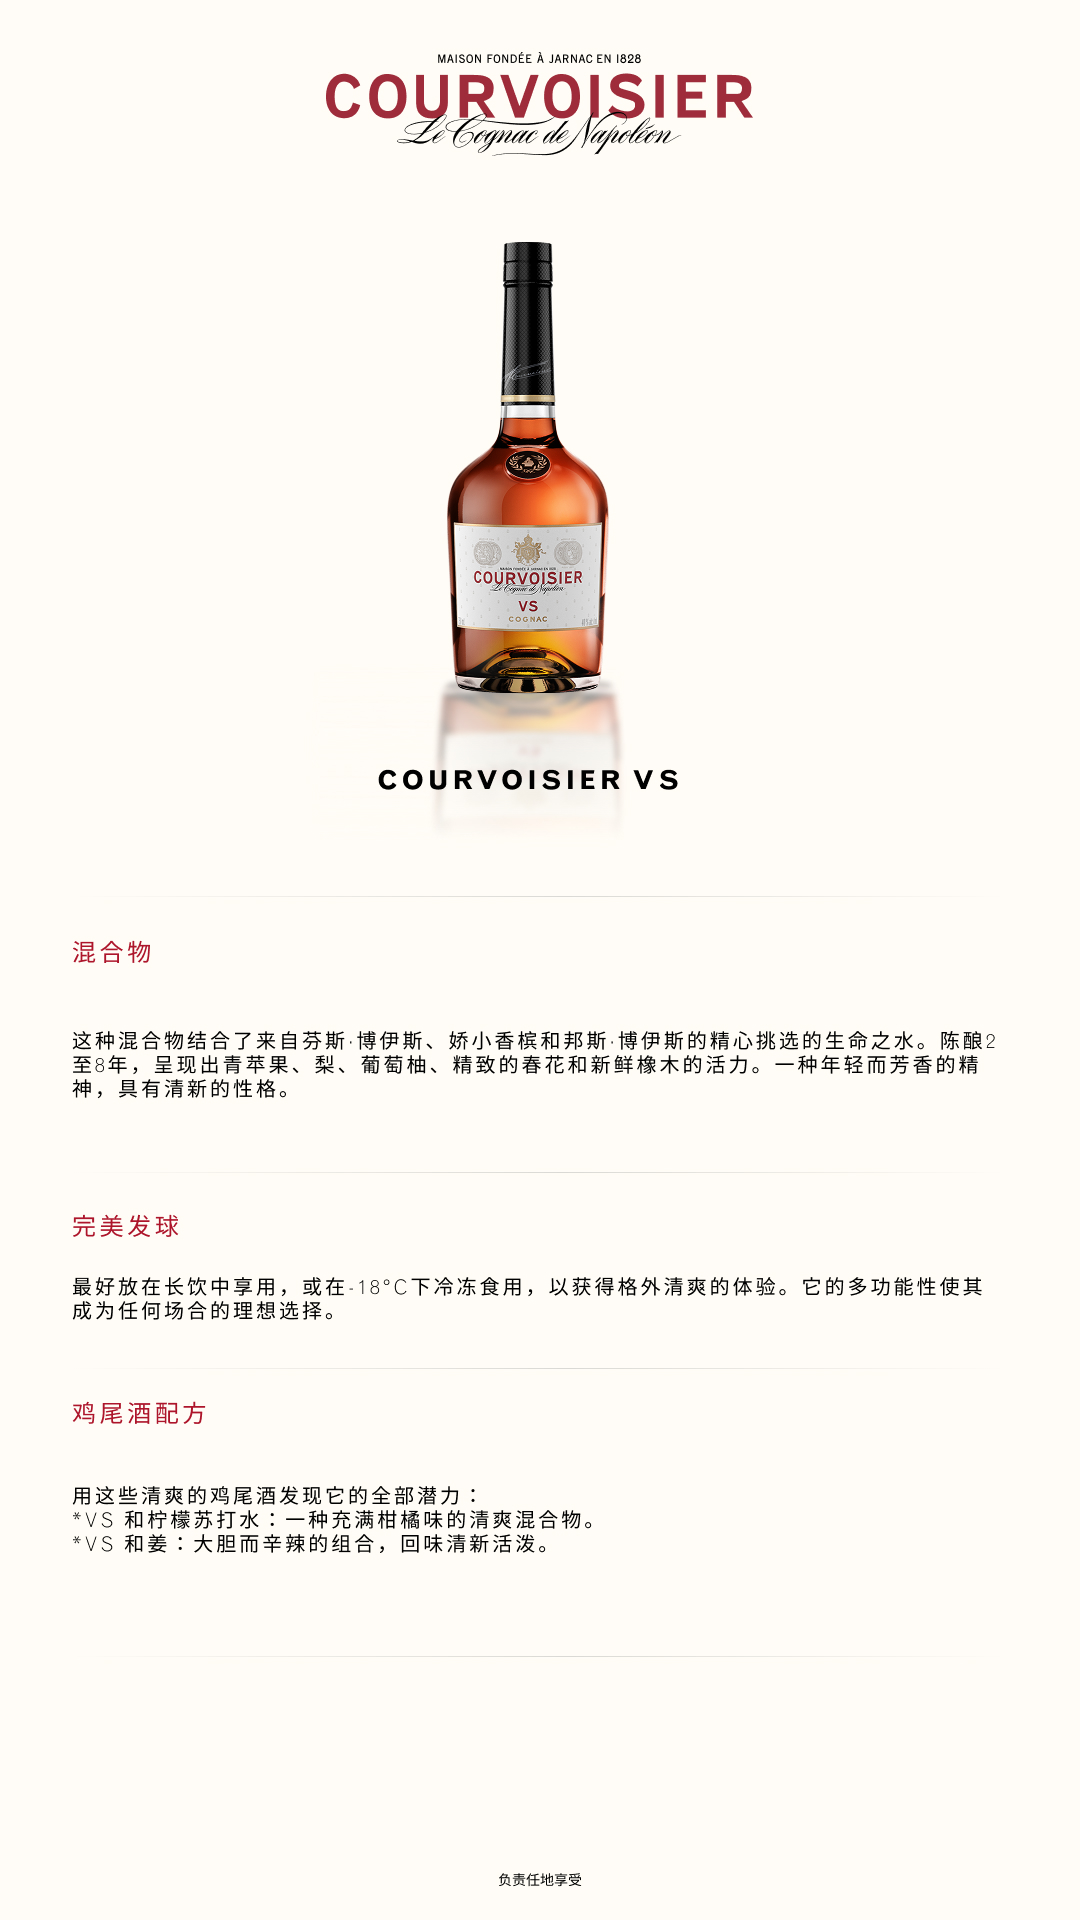 MAISON FONDÉE À JARNAC EN 1828
COURVOISIER
Le Cognac de Napoléon
MAISON FONDÉE À JARNAC EN 1828
COURVOISIER
Le Cognac de Napoléon
VS
COGNAC
COURVOISIER VS
混合物
这种混合物结合了来自芬斯·博伊斯、娇小香槟和邦斯·博伊斯的精心挑选的生命之水。陈酿2
至8年，呈现出青苹果、梨、葡萄柚、精致的春花和新鲜橡木的活力。一种年轻而芳香的精
神，具有清新的性格。
完美发球
最好放在长饮中享用，或在-18°C下冷冻食用，以获得格外清爽的体验。它的多功能性使其
成为任何场合的理想选择。
鸡尾酒配方
用这些清爽的鸡尾酒发现它的全部潜力：
*VS 和柠檬苏打水：一种充满柑橘味的清爽混合物。
*VS 和姜：大胆而辛辣的组合，回味清新活泼。
负责任地享受